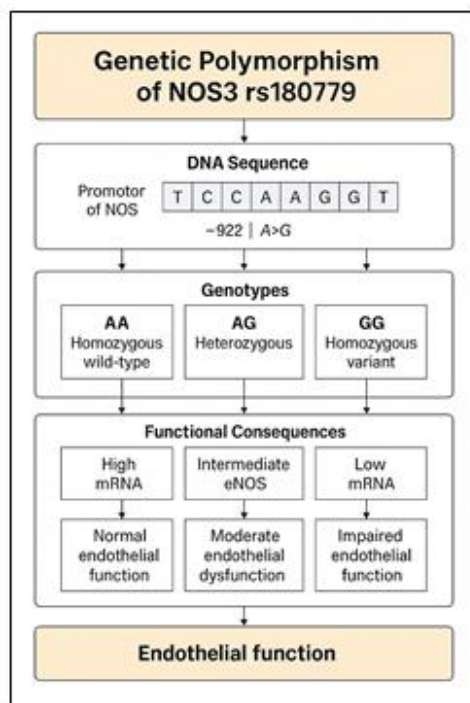 Genetic Polymorphism
of NOS3 rs180779
DNA Sequence
Promotor
of NOS
T C C A A G G T
−922 | A>G
Genotypes
AA
Homozygous
wild-type
AG
Heterozygous
GG
Homozygous
variant
Functional Consequences
High
mRNA
Intermediate
eNOS
Low
mRNA
Normal
endothelial
function
Moderate
endothelial
dysfunction
Impaired
endothelial
function
Endothelial function